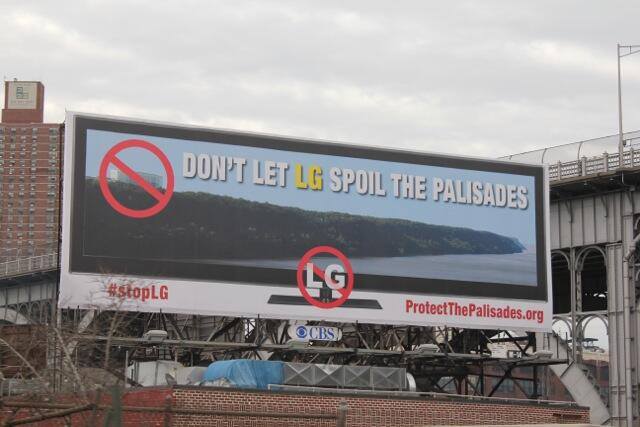 DON'T LET LG SPOIL THE PALISADES
LG
#stopLG
ProtectThePalisades.org
CBS